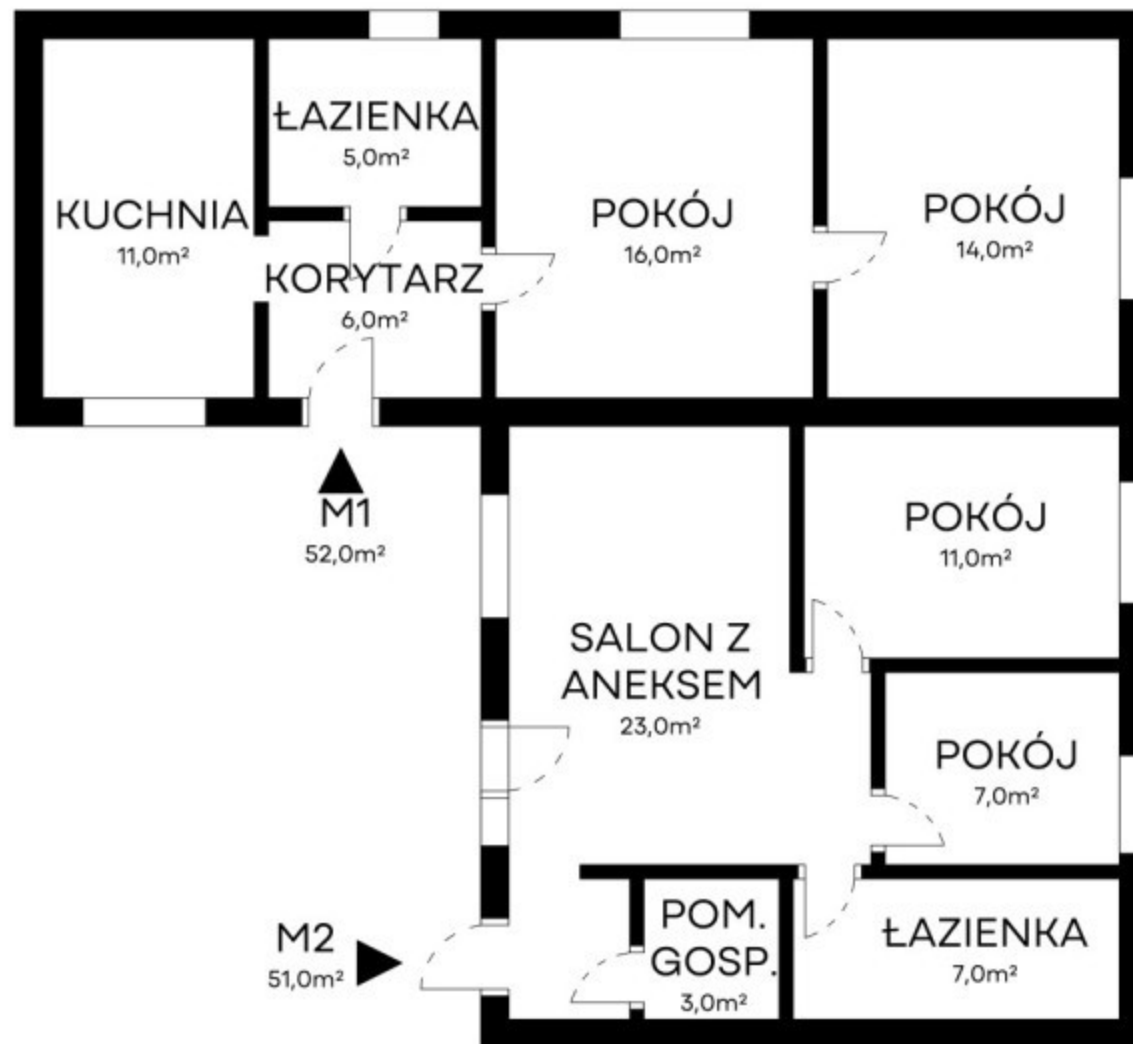 ŁAZIENKA
5,0m²
KUCHNIA
11,0m²
POKÓJ
16,0m²
POKÓJ
14,0m²
KORYTARZ
6,0m²
M1
52,0m²
POKÓJ
11,0m²
SALON Z
ANEKSEM
23,0m²
POKÓJ
7,0m²
M2
51,0m²
POM.
GOSP.
3,0m²
ŁAZIENKA
7,0m²